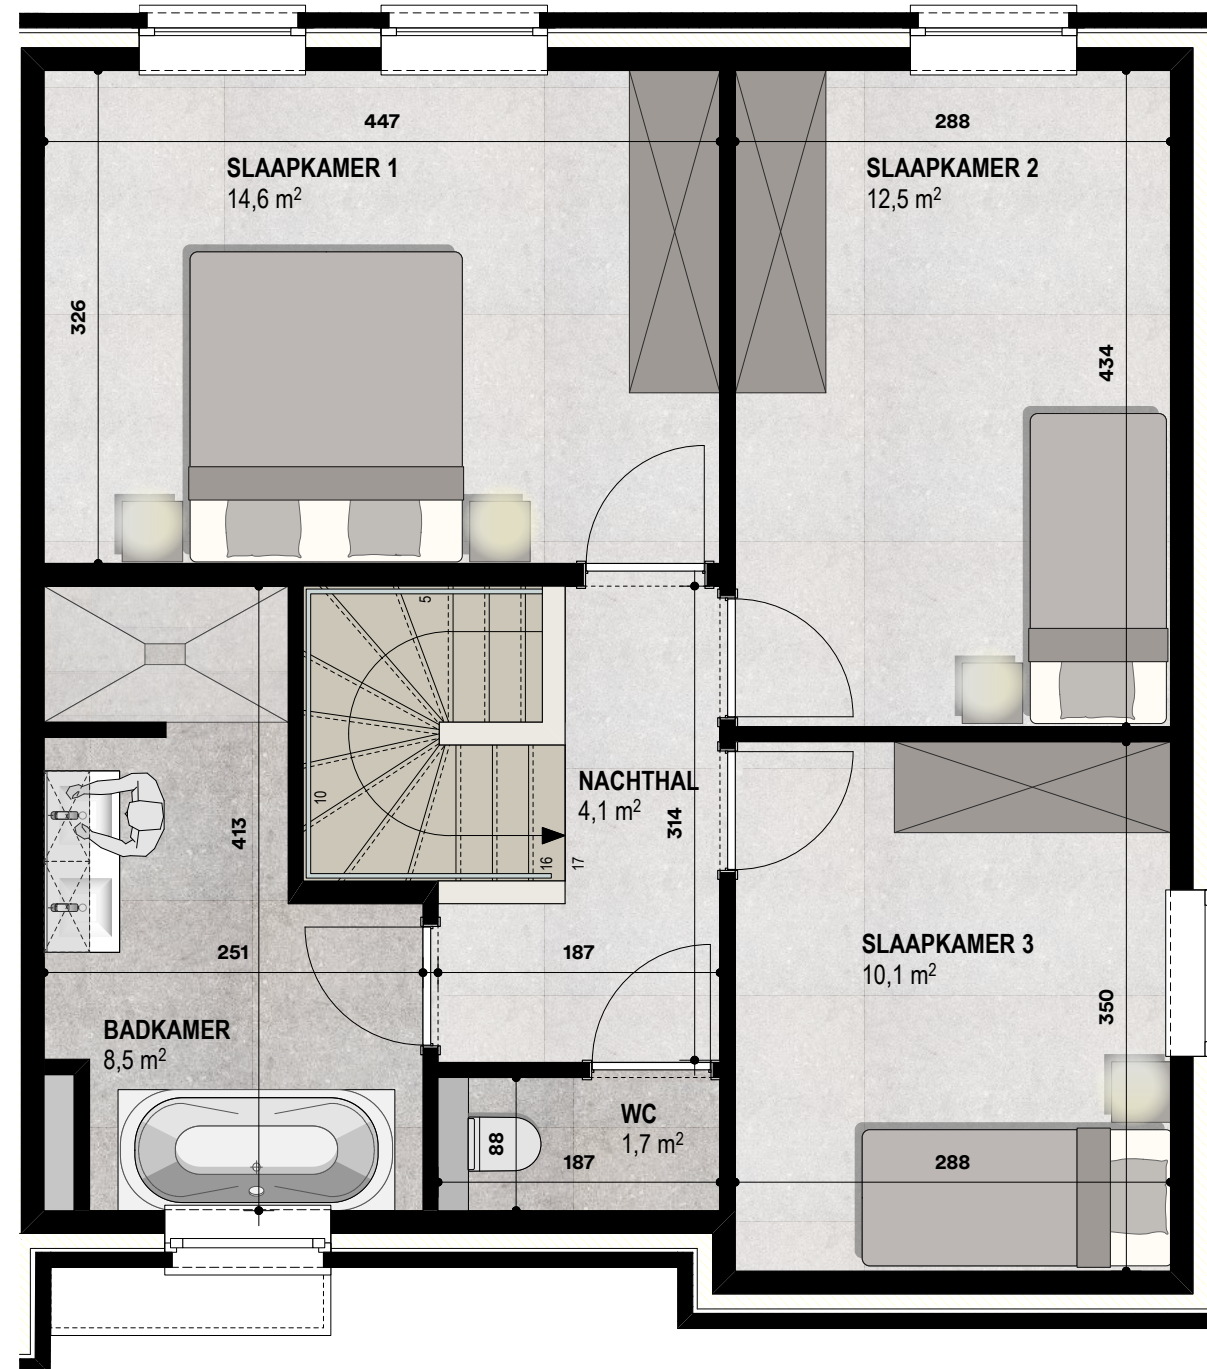 447
288
SLAAPKAMER 1
14,6 m²
SLAAPKAMER 2
12,5 m²
326
434
5
NACHTHAL
4,1 m²
10
314
413
16
17
SLAAPKAMER 3
10,1 m²
251
187
350
BADKAMER
8,5 m²
WC
1,7 m²
88
187
288